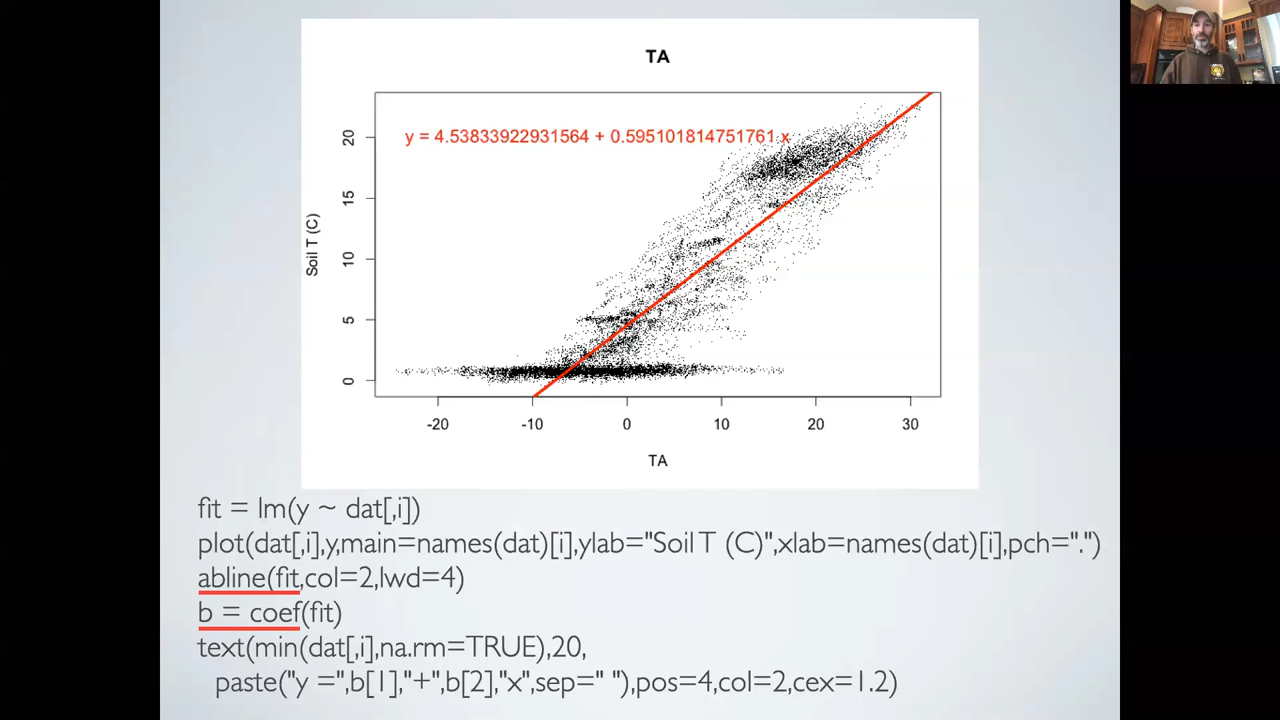 TA
y = 4.53833922931564 + 0.595101814751761 x
Soil T (C)
20
15
10
5
0
-20 -10 0 10 20 30
TA
fit = lm(y ~ dat[,i])
plot(dat[,i],y,main=names(dat)[i],ylab="Soil T (C)",xlab=names(dat)[i],pch=".")
abline(fit,col=2,lwd=4)
b = coef(fit)
text(min(dat[,i],na.rm=TRUE),20,
paste("y =",b[1],"+",b[2],"x",sep=" "),pos=4,col=2,cex=1.2)